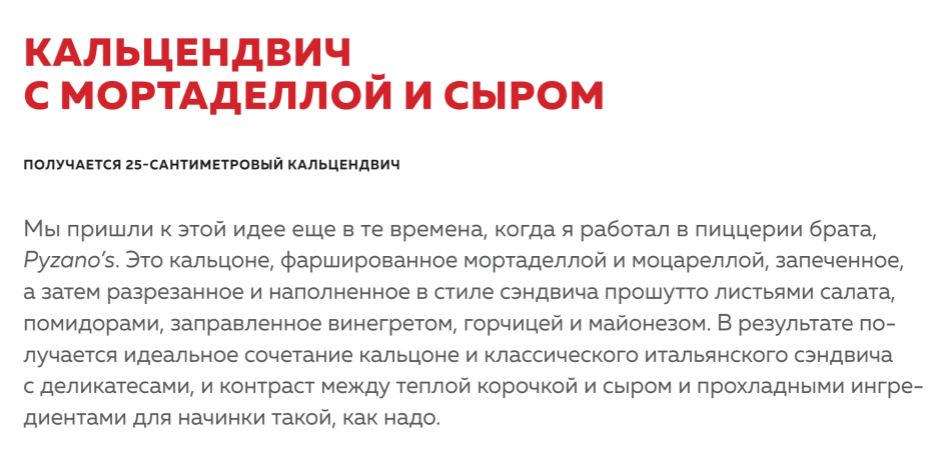 КАЛЬЦЕНДВИЧ
С МОРТАДЕЛЛОЙ И СЫРОМ
ПОЛУЧАЕТСЯ 25-САНТИМЕТРОВЫЙ КАЛЬЦЕНДВИЧ
Мы пришли к этой идее еще в те времена, когда я работал в пиццерии брата,
Pyzano’s. Это кальцоне, фаршированное мортаделлой и моцареллой, запеченное,
а затем разрезанное и наполненное в стиле сэндвича прошутто листьями салата,
помидорами, заправленное винегретом, горчицей и майонезом. В результате по-
лучается идеальное сочетание кальцоне и классического итальянского сэндвича
с деликатесами, и контраст между теплой корочкой и сыром и прохладными ингре-
диентами для начинки такой, как надо.